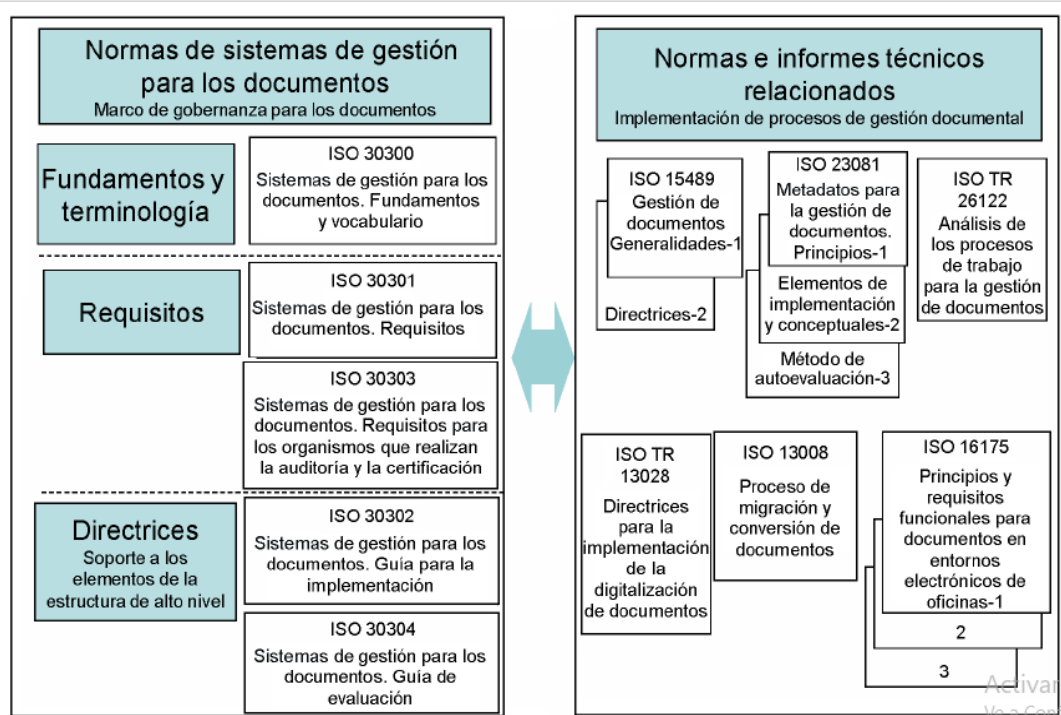 Normas de sistemas de gestión
para los documentos
Marco de gobernanza para los documentos
Fundamentos y
terminología
ISO 30300
Sistemas de gestión para los
documentos. Fundamentos
y vocabulario
Requisitos
ISO 30301
Sistemas de gestión para los
documentos. Requisitos
ISO 30303
Sistemas de gestión para los
documentos. Requisitos para
los organismos que realizan
la auditoría y la certificación
Directrices
Soporte a los
elementos de la
estructura de alto nivel
ISO 30302
Sistemas de gestión para los
documentos. Guía para la
implementación
ISO 30304
Sistemas de gestión para los
documentos. Guía de
evaluación
Normas e informes técnicos
relacionados
Implementación de procesos de gestión documental
ISO 15489
Gestión de
documentos
Generalidades-1
Directrices-2
ISO 23081
Metadatos para
la gestión de
documentos.
Principios-1
Elementos de
implementación
y conceptuales-2
Método de
autoevaluación-3
ISO TR
26122
Análisis de
los procesos
de trabajo
para la gestión
de documentos
ISO TR
13028
Directrices
para la
implementación
de la
digitalización
de documentos
ISO 13008
Proceso de
migración y
conversión de
documentos
ISO 16175
Principios y
requisitos
funcionales para
documentos en
entornos
electrónicos de
oficinas-1
2
3
Activar